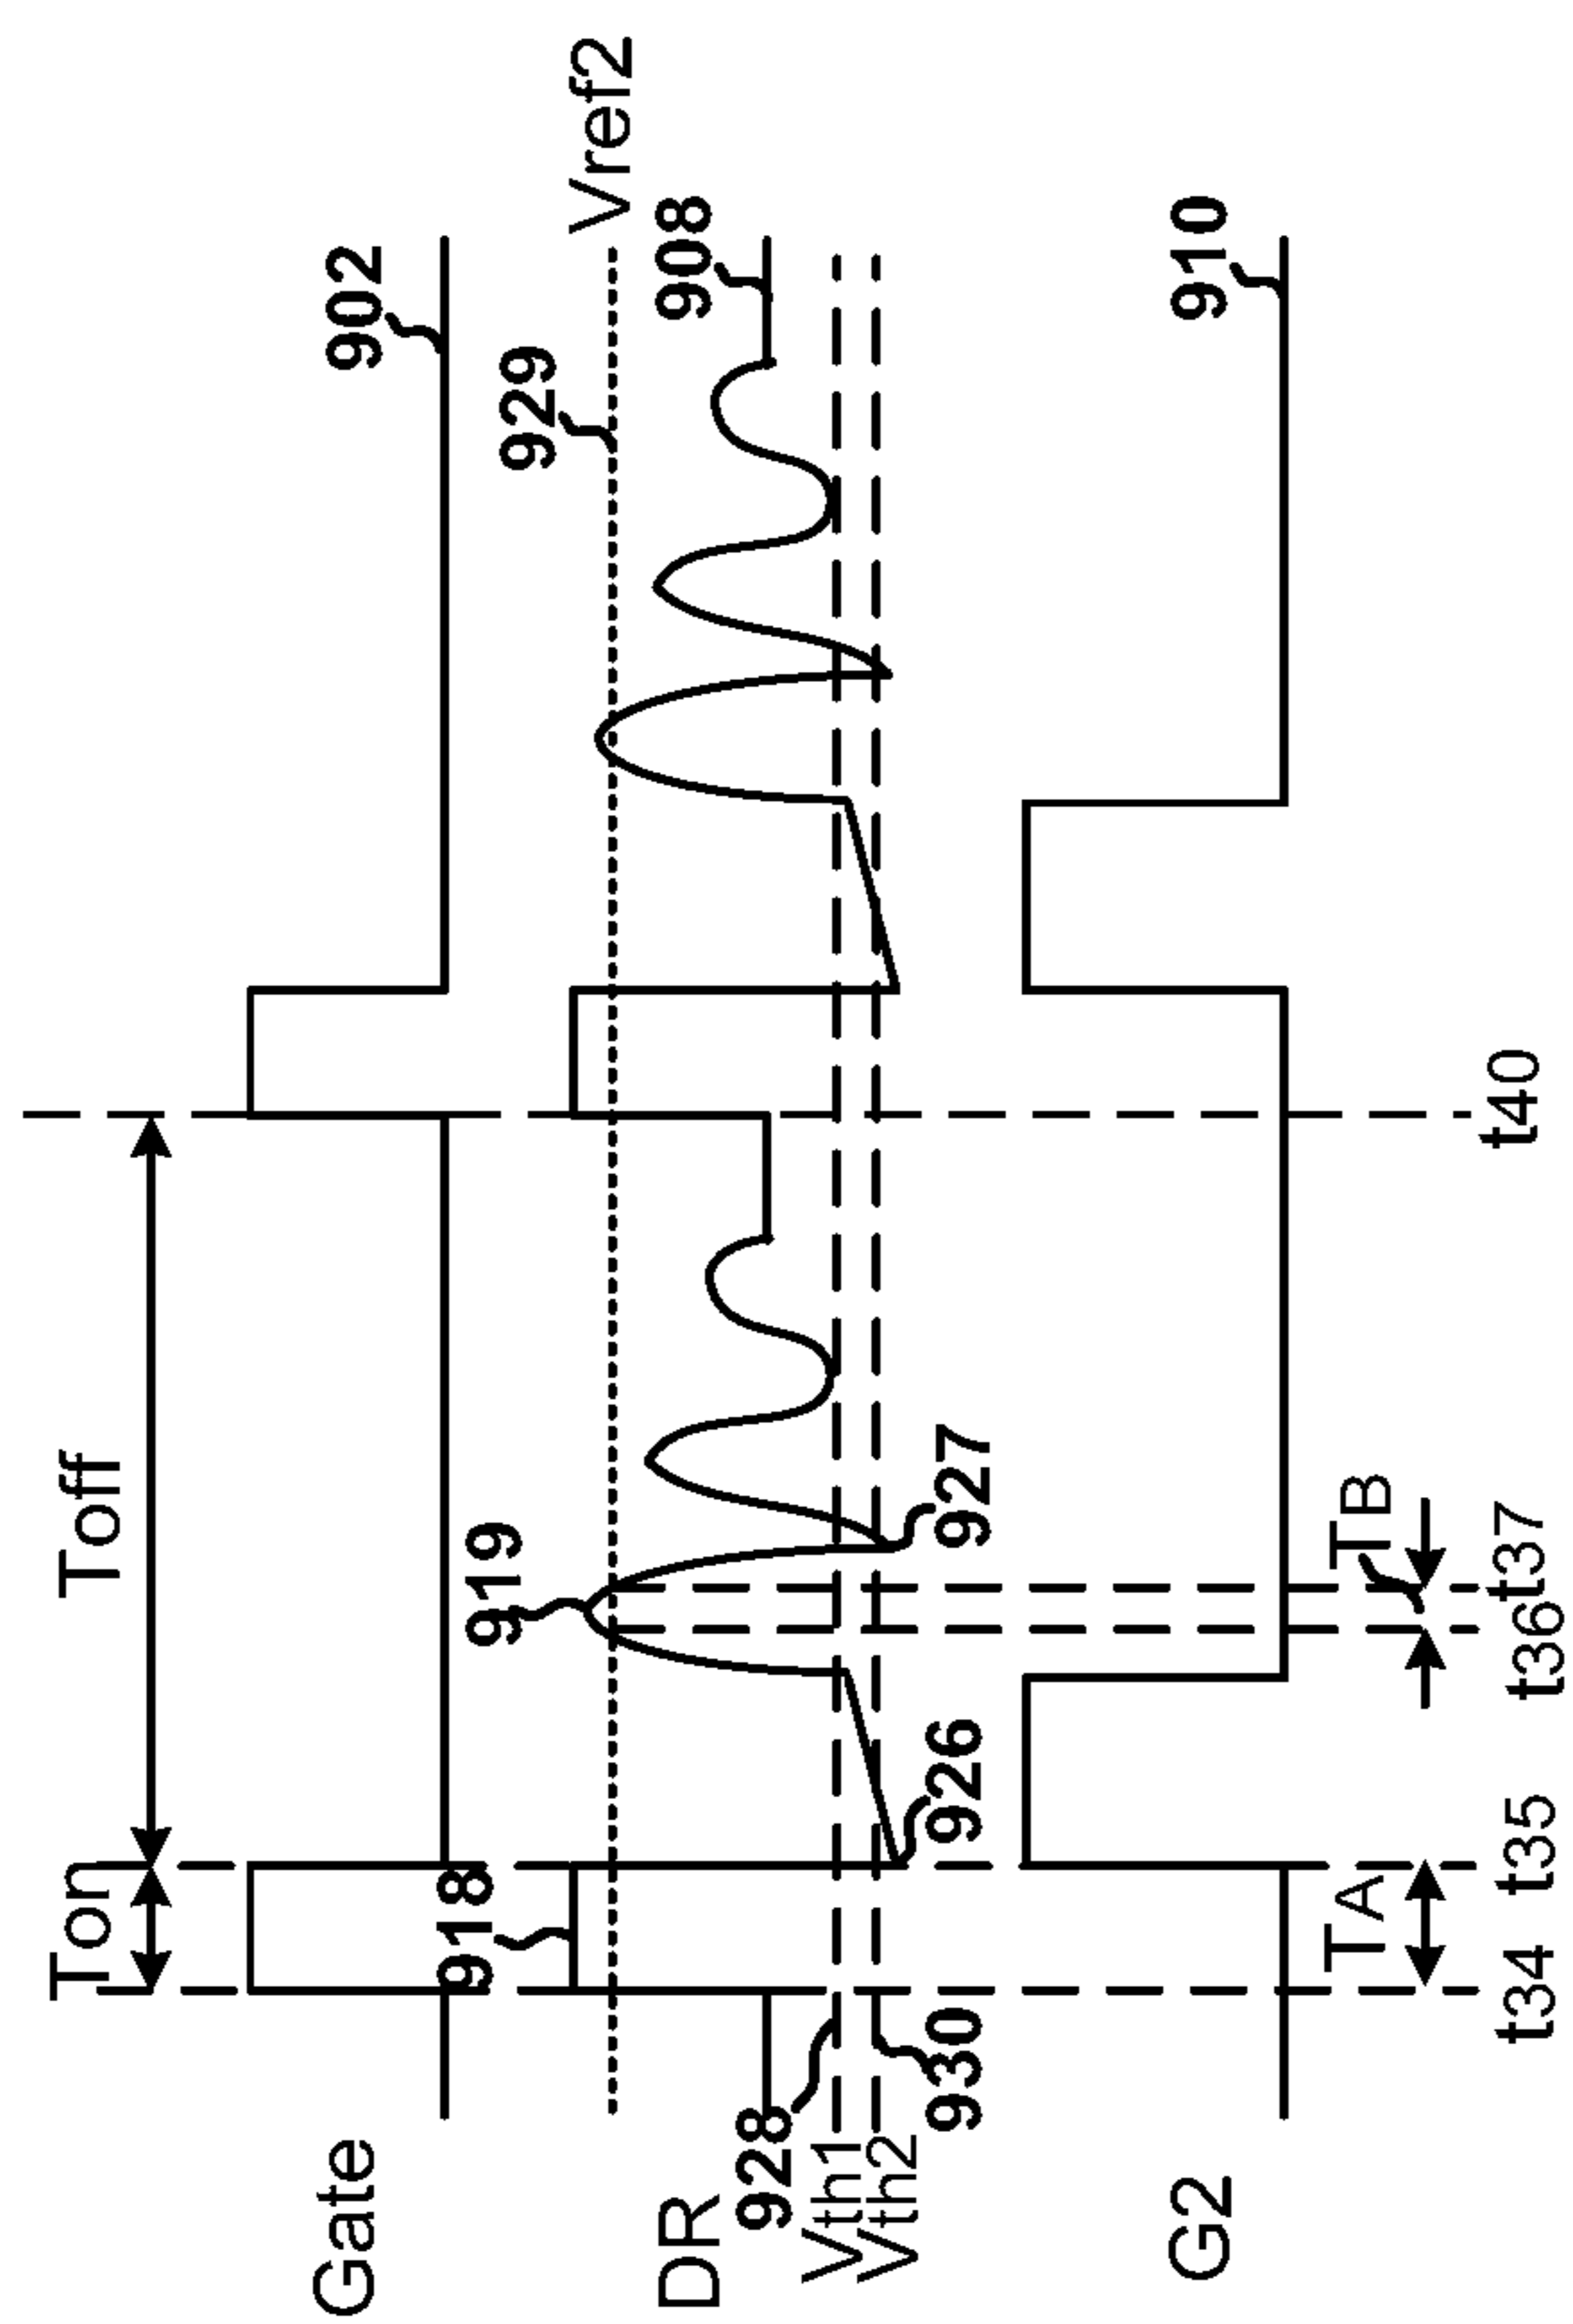 Ton
Toff
Gate
902
918
919
929
Vref2
DR
908
928
Vth1
Vth2
930
926
927
G2
910
TA
TB
t34
t35
t36
t37
t40